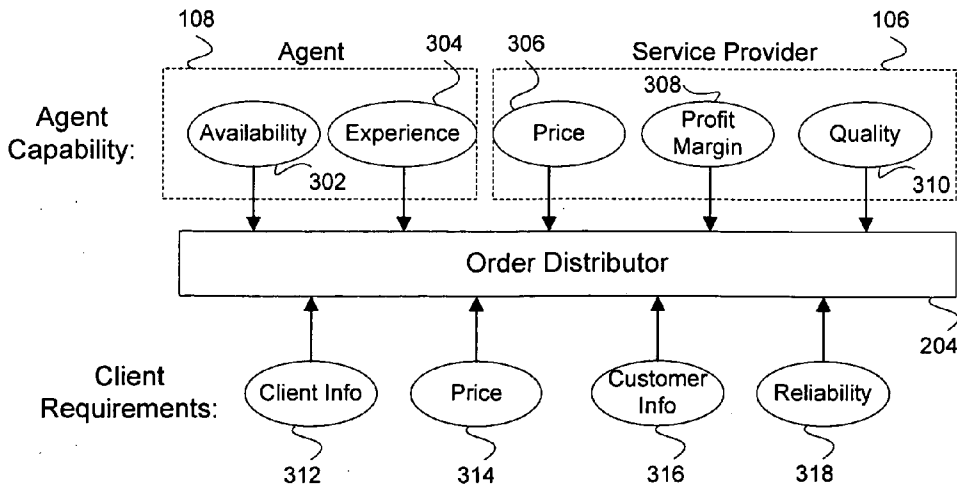 108
304
306
106
Agent
Service Provider
308
Agent
Capability:
Availability
Experience
Price
Profit
Margin
Quality
302
310
Order Distributor
204
Client
Requirements:
Client Info
Price
Customer
Info
Reliability
312
314
316
318